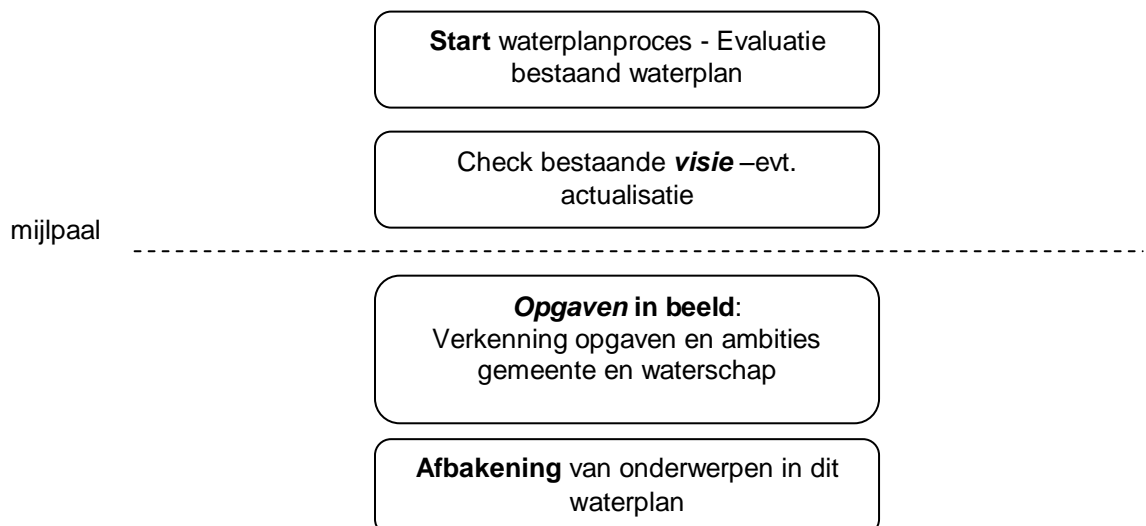 Start waterplanproces - Evaluatie
bestaand waterplan
Check bestaande visie –evt.
actualisatie
mijlpaal
Opgaven in beeld:
Verkenning opgaven en ambities
gemeente en waterschap
Afbakening van onderwerpen in dit
waterplan